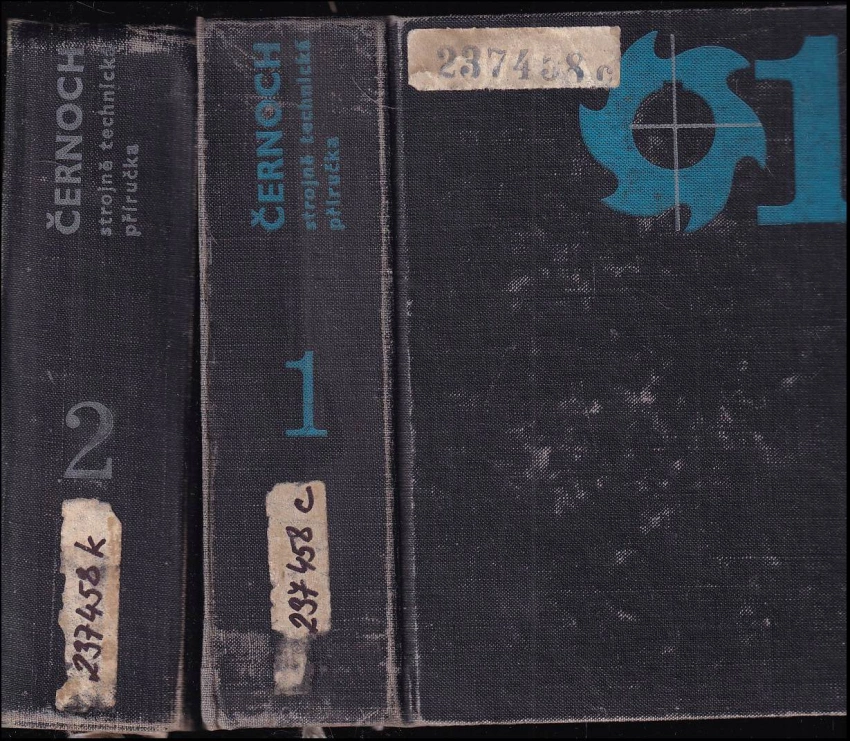 ČERNOCH
strojně technická
příručka
2
237458 k
ČERNOCH
strojně technická
příručka
1
237458 c
237458 c
1